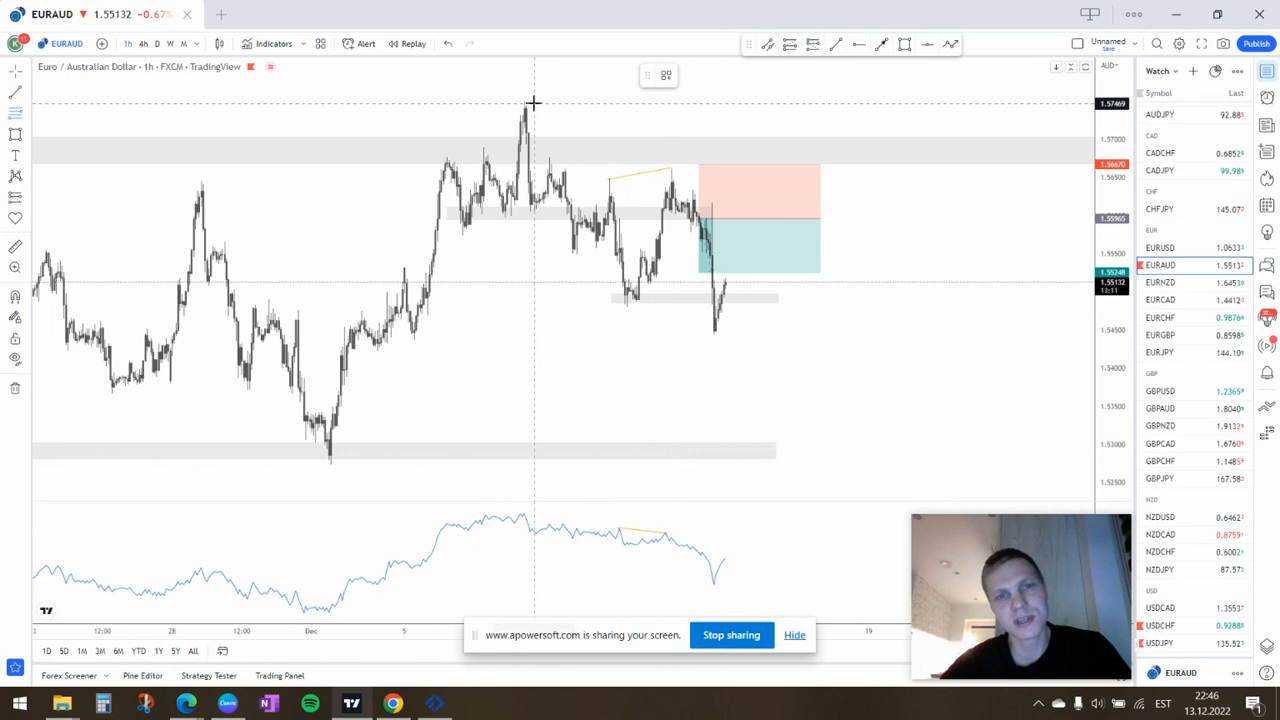 EURAUD ▼ 1.55132 -0.67%
11 EURAUD 1h 4h D W M Indicators Alert Replay Unnamed Save Publish
Euro / Australian Dollar · 1h · FXCM · TradingView
AUD
1.57469
1.57000
1.56670
1.56500
1.55965
1.55500
1.55248
1.55132
13:11
1.54500
1.54000
1.53500
1.53000
1.52500
Watch
Symbol Last
AUDJPY 92.88
CAD
CADCHF 0.6852
CADJPY 99.98
CHF
CHFJPY 145.07
EUR
EURUSD 1.0633
EURAUD 1.5513
EURNZD 1.6453
EURCAD 1.4412
EURCHF 0.9876
EURGBP 0.8598
EURJPY 144.10
GBP
GBPUSD 1.2365
GBPAUD 1.8040
GBPNZD 1.9132
GBPCAD 1.6760
GBPCHF 1.1485
GBPJPY 167.58
NZD
NZDUSD 0.6462
NZDCAD 0.8759
NZDCHF 0.6002
NZDJPY 87.57
USD
USDCAD 1.3553
USDCHF 0.9288
USDJPY 135.52
EURAUD
12:00 28 12:00 Dec 5 19
www.apowersoft.com is sharing your screen. Stop sharing Hide
1D 5D 1M 3M 6M YTD 1Y 5Y All
Forex Screener Pine Editor Strategy Tester Trading Panel
EST
22:46
13.12.2022